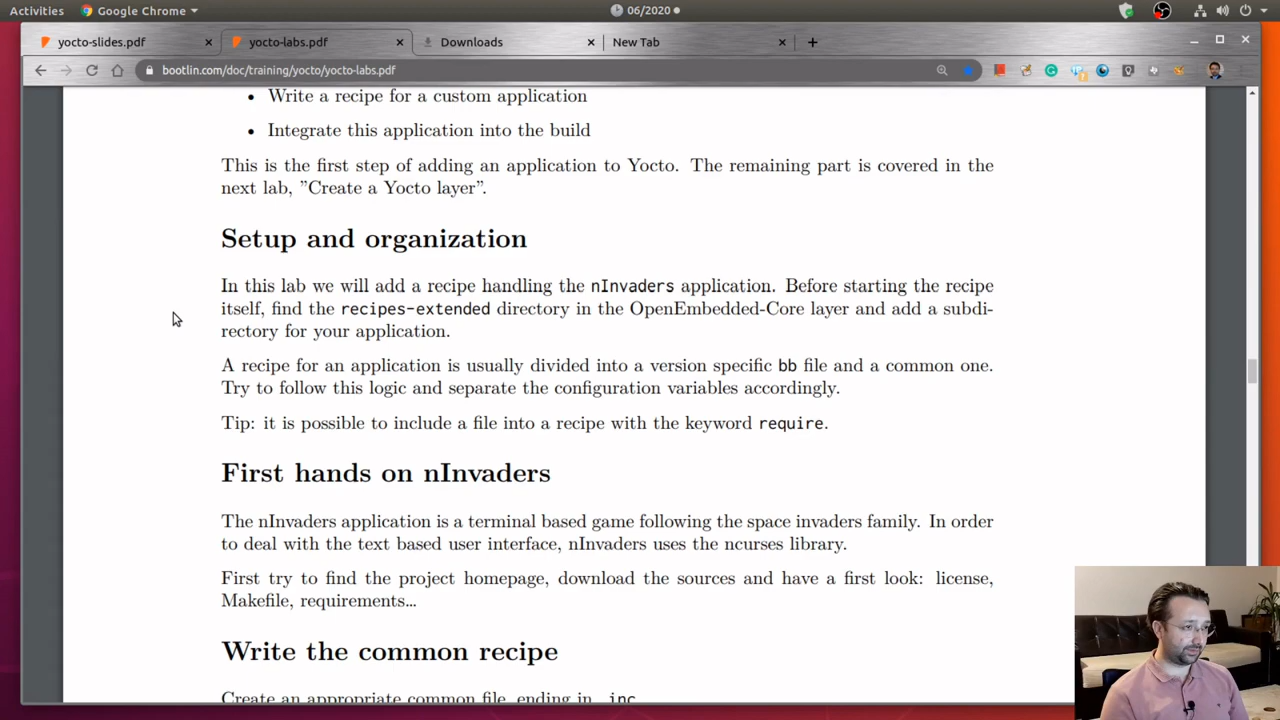 Activities Google Chrome 06/2020
yocto-slides.pdf yocto-labs.pdf Downloads New Tab
bootlin.com/doc/training/yocto/yocto-labs.pdf
• Write a recipe for a custom application
• Integrate this application into the build
This is the first step of adding an application to Yocto. The remaining part is covered in the
next lab, ”Create a Yocto layer”.
Setup and organization
In this lab we will add a recipe handling the nInvaders application. Before starting the recipe
itself, find the recipes-extended directory in the OpenEmbedded-Core layer and add a subdi-
rectory for your application.
A recipe for an application is usually divided into a version specific bb file and a common one.
Try to follow this logic and separate the configuration variables accordingly.
Tip: it is possible to include a file into a recipe with the keyword require.
First hands on nInvaders
The nInvaders application is a terminal based game following the space invaders family. In order
to deal with the text based user interface, nInvaders uses the ncurses library.
First try to find the project homepage, download the sources and have a first look: license,
Makefile, requirements…
Write the common recipe
Create an appropriate common file, ending in .inc